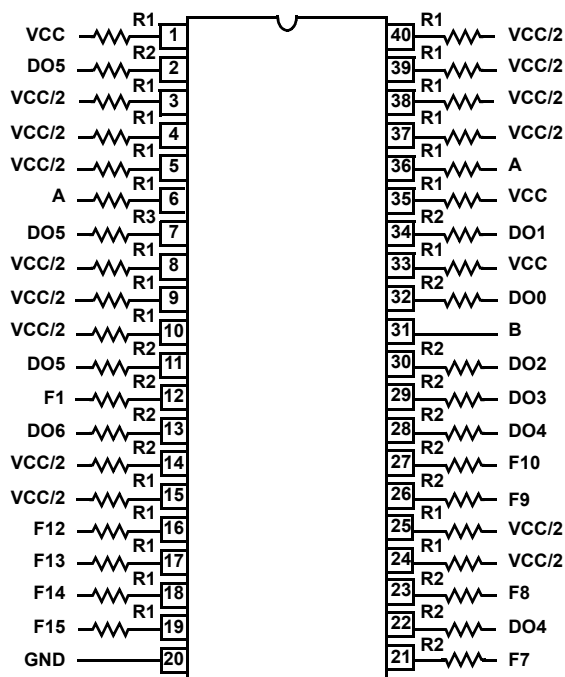 VCC R1 1 40 R1 VCC/2
DO5 R2 2 39 R1 VCC/2
VCC/2 R1 3 38 R1 VCC/2
VCC/2 R1 4 37 R1 VCC/2
VCC/2 R1 5 36 R1 A
A R1 6 35 R1 VCC
DO5 R3 7 34 R2 DO1
VCC/2 R1 8 33 R1 VCC
VCC/2 R1 9 32 R2 DO0
VCC/2 R1 10 31 B
DO5 R2 11 30 R2 DO2
F1 R2 12 29 R2 DO3
DO6 R2 13 28 R2 DO4
VCC/2 R2 14 27 R2 F10
VCC/2 R1 15 26 R2 F9
F12 R1 16 25 R1 VCC/2
F13 R1 17 24 R1 VCC/2
F14 R1 18 23 R2 F8
F15 R1 19 22 R2 DO4
GND 20 21 R2 F7